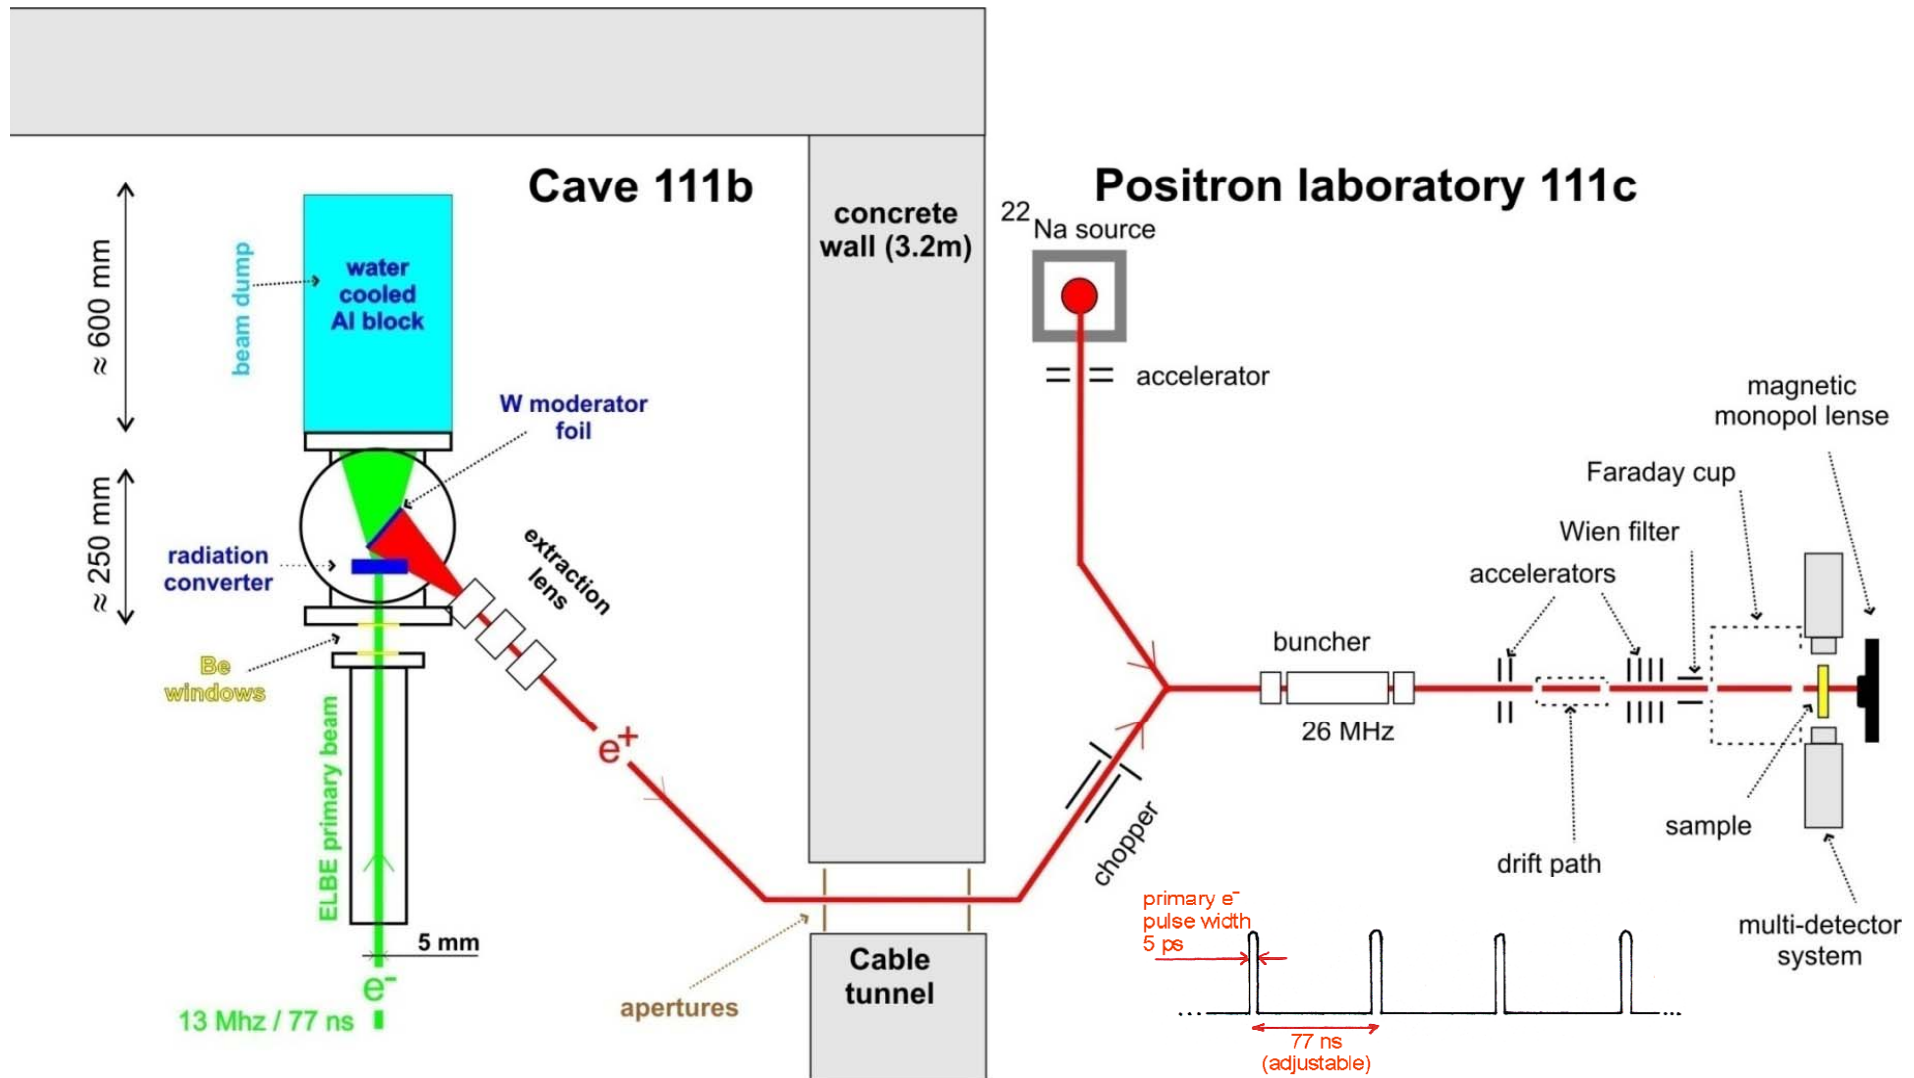 Cave 111b
Positron laboratory 111c
concrete
wall (3.2m)
22
Na source
accelerator
≈ 600 mm
beam dump
water
cooled
Al block
W moderator
foil
≈ 250 mm
radiation
converter
extraction
lens
Be
windows
ELBE primary beam
e+
5 mm
e-
13 Mhz / 77 ns
apertures
Cable
tunnel
chopper
buncher
26 MHz
accelerators
Wien filter
Faraday cup
magnetic
monopol lense
drift path
sample
multi-detector
system
primary e-
pulse width
5 ps
77 ns
(adjustable)